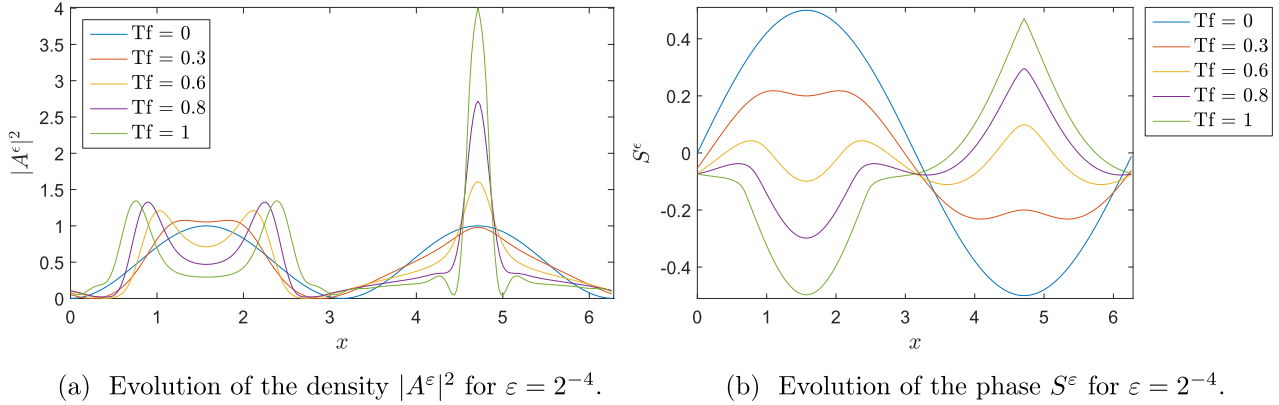 |A^ϵ|^2
4
3.5
3
2.5
2
1.5
1
0.5
0
0 1 2 3 4 5 6
x
Tf = 0
Tf = 0.3
Tf = 0.6
Tf = 0.8
Tf = 1
S^ϵ
0.4
0.2
0
-0.2
-0.4
0 1 2 3 4 5 6
x
Tf = 0
Tf = 0.3
Tf = 0.6
Tf = 0.8
Tf = 1
(a) Evolution of the density |A^ε|^2 for ε = 2^{-4}.
(b) Evolution of the phase S^ε for ε = 2^{-4}.